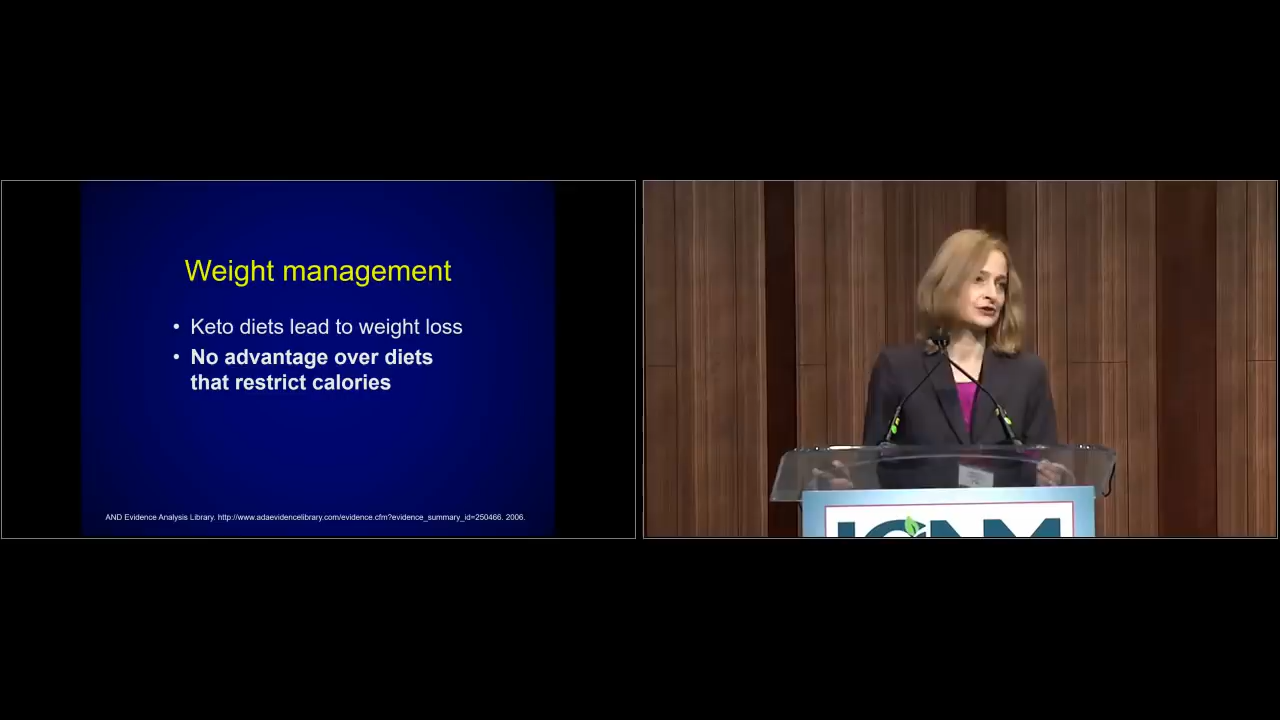 Weight management
• Keto diets lead to weight loss
• No advantage over diets
that restrict calories
AND Evidence Analysis Library. http://www.adaevidencelibrary.com/evidence.cfm?evidence_summary_id=250466. 2006.
ICNM